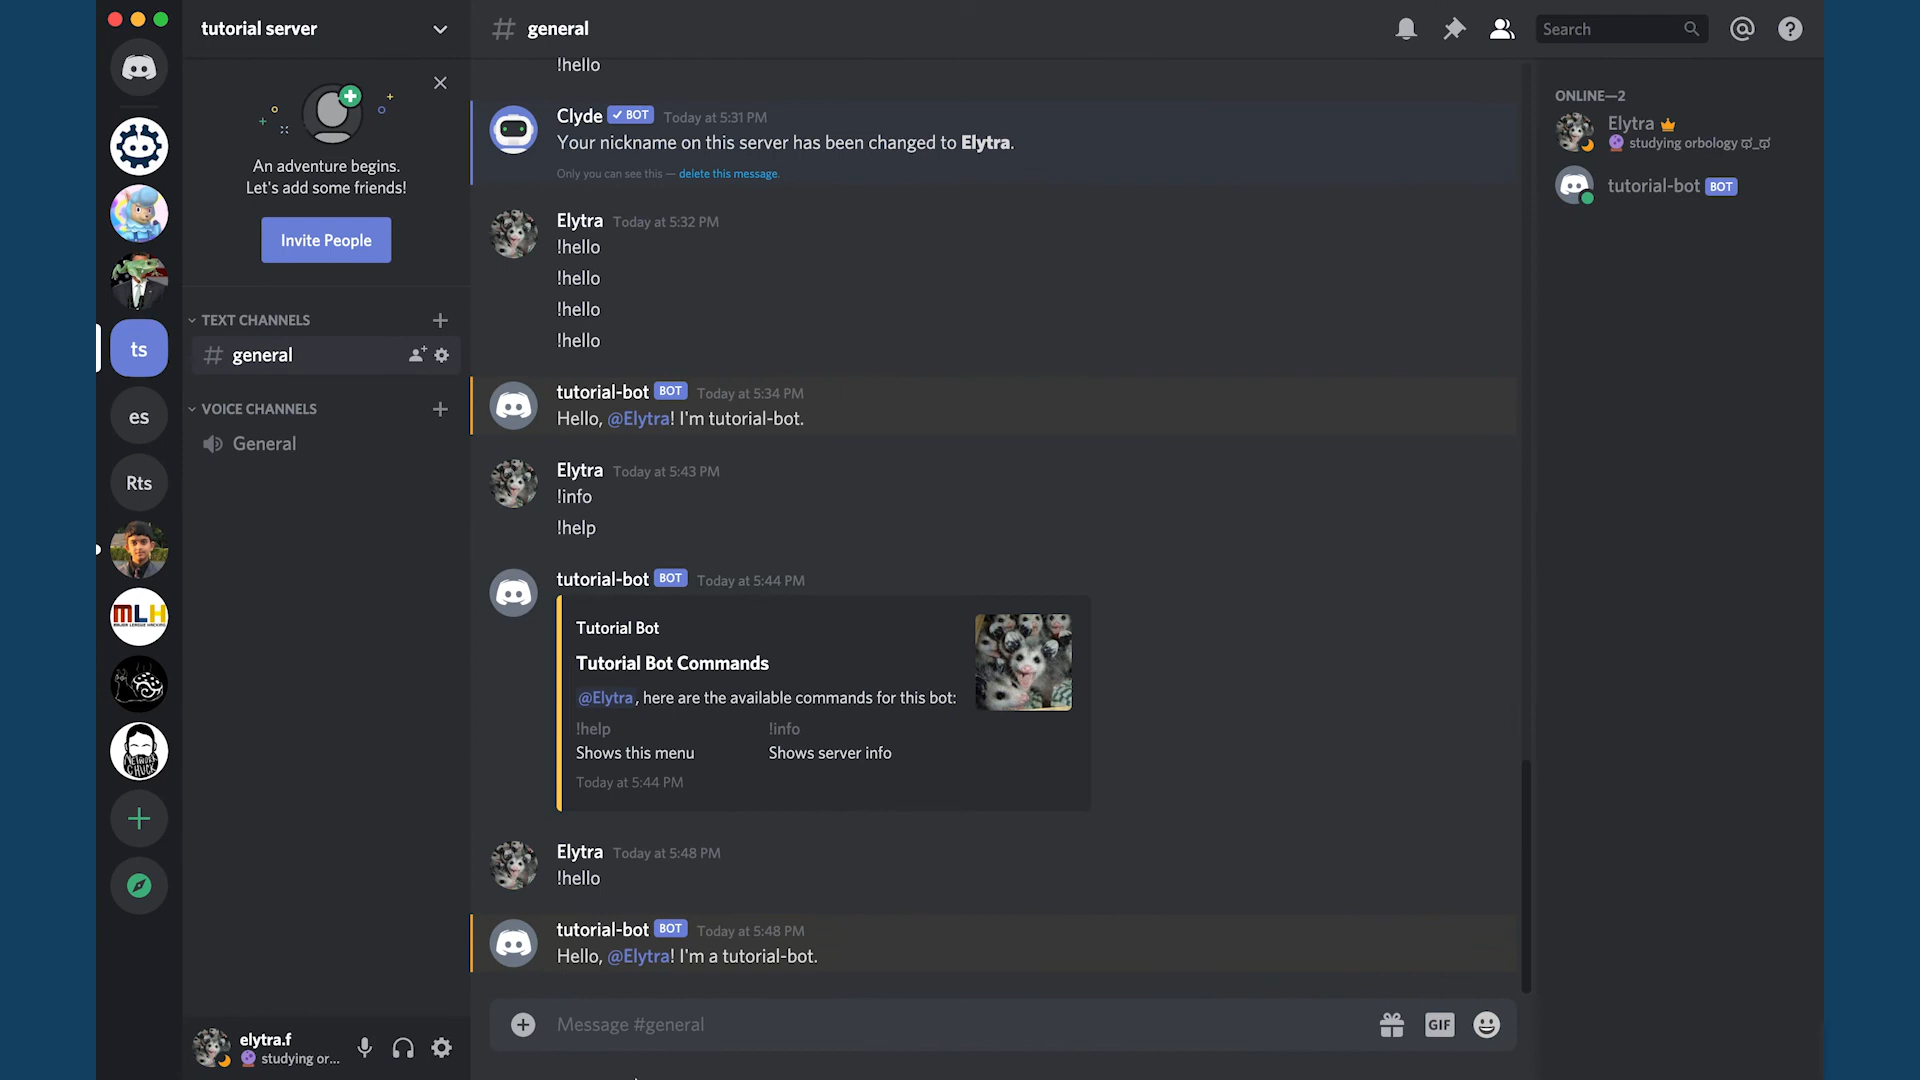 tutorial server
An adventure begins.
Let's add some friends!
Invite People
TEXT CHANNELS
general
VOICE CHANNELS
General
ts
es
Rts
MLH
MAJOR LEAGUE HACKING
NETWORK
CHUCK
elytra.f
studying or...
general
Search
!hello
Clyde BOT Today at 5:31 PM
Your nickname on this server has been changed to Elytra.
Only you can see this — delete this message.
Elytra Today at 5:32 PM
!hello
!hello
!hello
!hello
tutorial-bot BOT Today at 5:34 PM
Hello, @Elytra! I'm tutorial-bot.
Elytra Today at 5:43 PM
!info
!help
tutorial-bot BOT Today at 5:44 PM
Tutorial Bot
Tutorial Bot Commands
@Elytra, here are the available commands for this bot:
!help !info
Shows this menu Shows server info
Today at 5:44 PM
Elytra Today at 5:48 PM
!hello
tutorial-bot BOT Today at 5:48 PM
Hello, @Elytra! I'm a tutorial-bot.
Message #general
GIF
ONLINE—2
Elytra
studying orbology ಠ_ಠ
tutorial-bot BOT